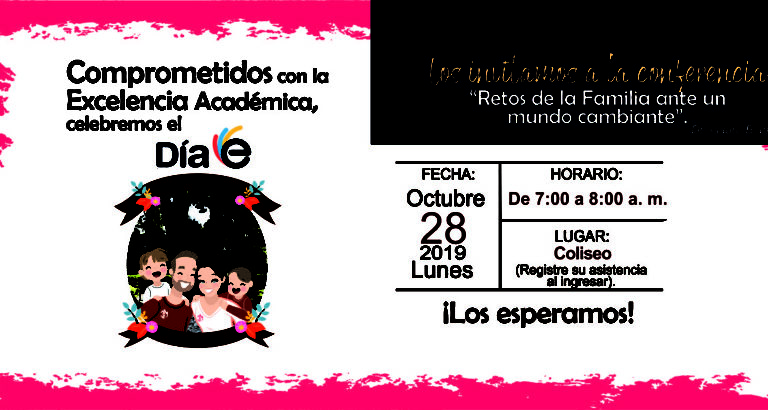 Comprometidos con la
Excelencia Académica,
celebremos el
Día e
Los invitamos a la conferencia
“Retos de la Familia ante un
mundo cambiante”.
FECHA:
Octubre
28
2019
Lunes
HORARIO:
De 7:00 a 8:00 a. m.
LUGAR:
Coliseo
(Registre su asistencia
al ingresar).
¡Los esperamos!